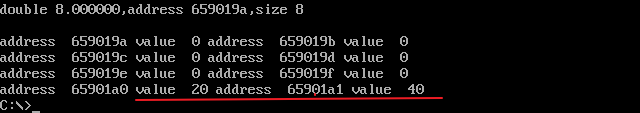 double 8.000000,address 659019a,size 8
address  659019a value  0 address  659019b value  0
address  659019c value  0 address  659019d value  0
address  659019e value  0 address  659019f value  0
address  65901a0 value  20 address  65901a1 value  40
C:\>_